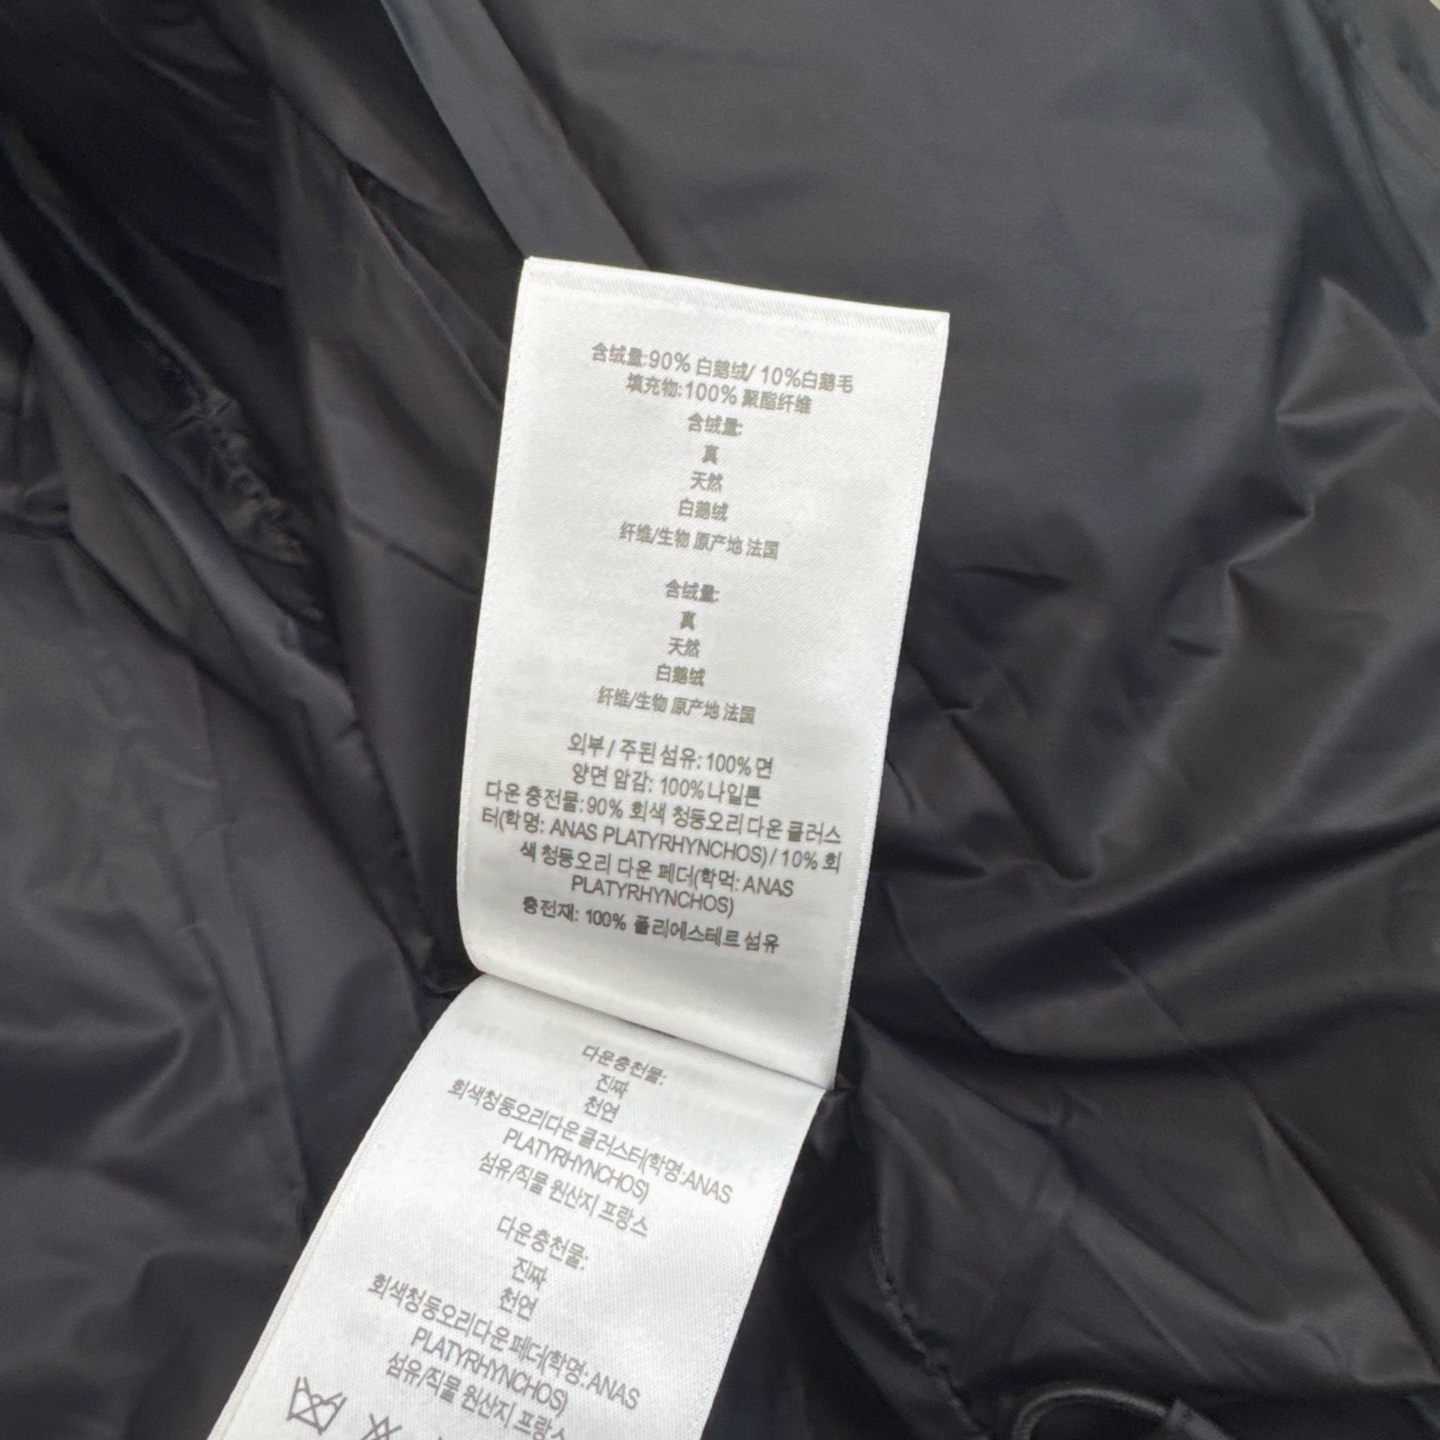 含绒量:90% 白鹅绒/ 10%白鹅毛
填充物:100% 聚酯纤维
含绒量:
真
天然
白鹅绒
纤维/生物 原产地 法国
含绒量:
真
天然
白鹅绒
纤维/生物 原产地 法国
외부 / 주된 섬유: 100% 면
양면 암감: 100% 나일론
다운 충전물: 90% 회색 청둥오리 다운 클러스
터(학명: ANAS PLATYRHYNCHOS) / 10% 회
색 청둥오리 다운 페더(학먹: ANAS
PLATYRHYNCHOS)
충전재: 100% 폴리에스테르 섬유
다운충천물:
진짜
천연
회색청둥오리다운클러스터(학명:ANAS
PLATYRHYNCHOS)
섬유/직물 원산지 프랑스
다운충천물:
진짜
천연
회색청둥오리다운페더(학명:ANAS
PLATYRHYNCHOS)
섬유/직물 원산지 프랑스